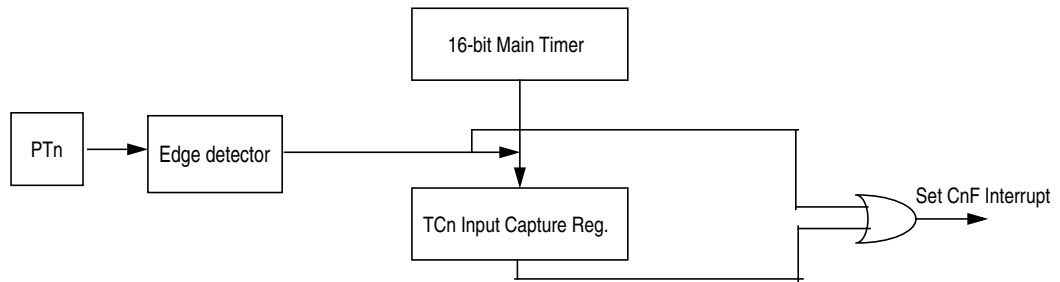 16-bit Main Timer
PTn
Edge detector
TCn Input Capture Reg.
Set CnF Interrupt